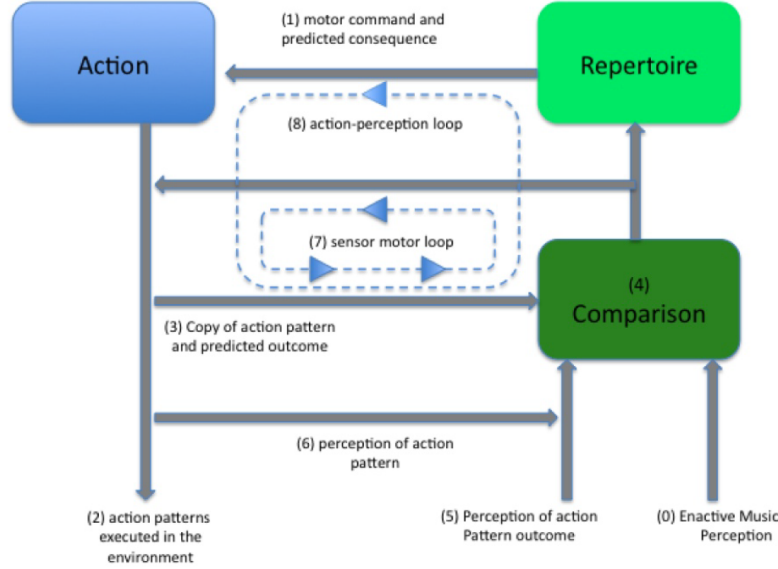 (1) motor command and
predicted consequence
Action
Repertoire
(8) action-perception loop
(7) sensor motor loop
(4)
Comparison
(3) Copy of action pattern
and predicted outcome
(6) perception of action
pattern
(2) action patterns
executed in the
environment
(5) Perception of action
Pattern outcome
(0) Enactive Music
Perception